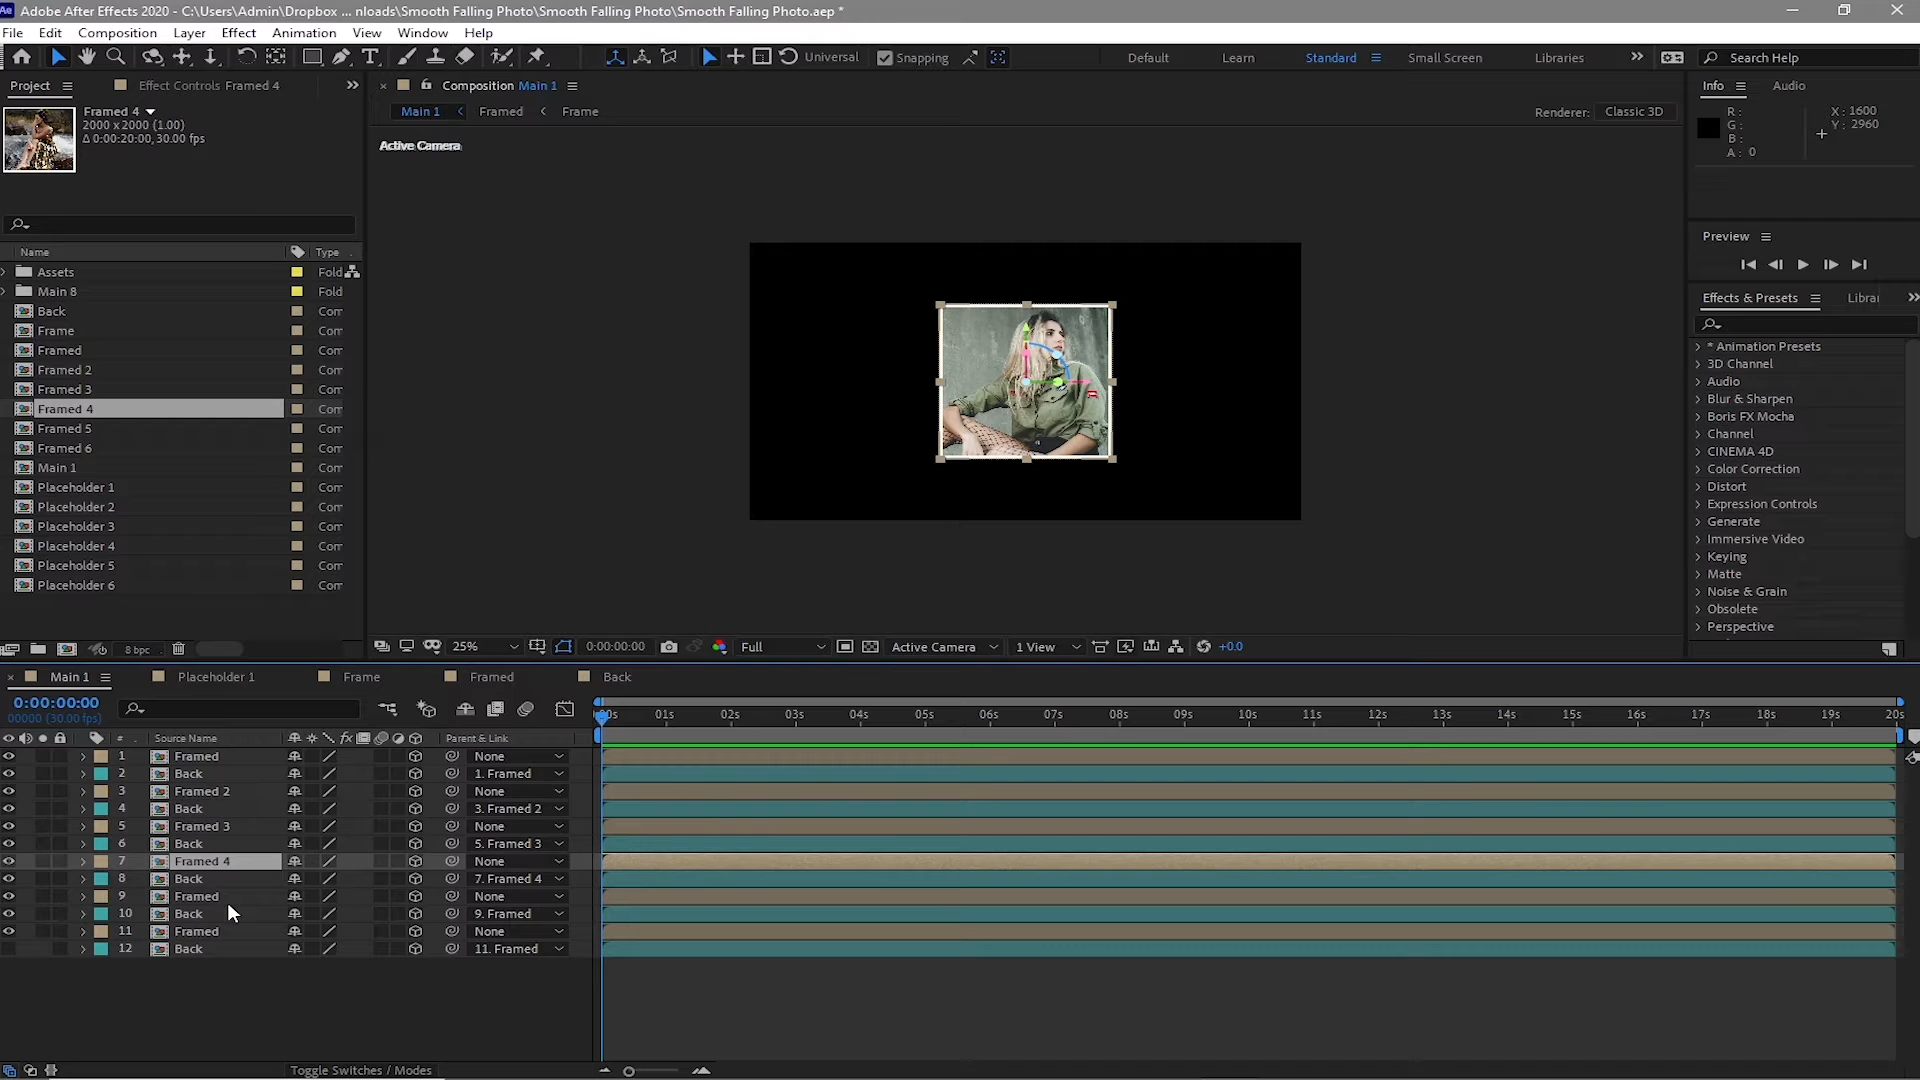 Adobe After Effects 2020 - C:\Users\Admin\Dropbox ... nloads\Smooth Falling Photo\Smooth Falling Photo\Smooth Falling Photo.aep *
File Edit Composition Layer Effect Animation View Window Help
Universal Snapping Default Learn Standard Small Screen Libraries Search Help
Project Effect Controls Framed 4
Framed 4
2000 x 2000 (1.00)
Δ 0:00:20:00, 30.00 fps
Name Type
Assets Fold
Main 8 Fold
Back Com
Frame Com
Framed Com
Framed 2 Com
Framed 3 Com
Framed 4 Com
Framed 5 Com
Framed 6 Com
Main 1 Com
Placeholder 1 Com
Placeholder 2 Com
Placeholder 3 Com
Placeholder 4 Com
Placeholder 5 Com
Placeholder 6 Com
8 bpc
Composition Main 1
Main 1 Framed Frame
Renderer: Classic 3D
Active Camera
25% 0:00:00:00 Full Active Camera 1 View +0.0
Info Audio
R:
G:
B:
A: 0
X: 1600
Y: 2960
Preview
Effects & Presets Librai
* Animation Presets
3D Channel
Audio
Blur & Sharpen
Boris FX Mocha
Channel
CINEMA 4D
Color Correction
Distort
Expression Controls
Generate
Immersive Video
Keying
Matte
Noise & Grain
Obsolete
Perspective
Main 1 Placeholder 1 Frame Framed Back
0:00:00:00
00000 (30.00 fps)
00s 01s 02s 03s 04s 05s 06s 07s 08s 09s 10s 11s 12s 13s 14s 15s 16s 17s 18s 19s 20s
# Source Name fx Parent & Link
1 Framed None
2 Back 1. Framed
3 Framed 2 None
4 Back 3. Framed 2
5 Framed 3 None
6 Back 5. Framed 3
7 Framed 4 None
8 Back 7. Framed 4
9 Framed None
10 Back 9. Framed
11 Framed None
12 Back 11. Framed
Toggle Switches / Modes